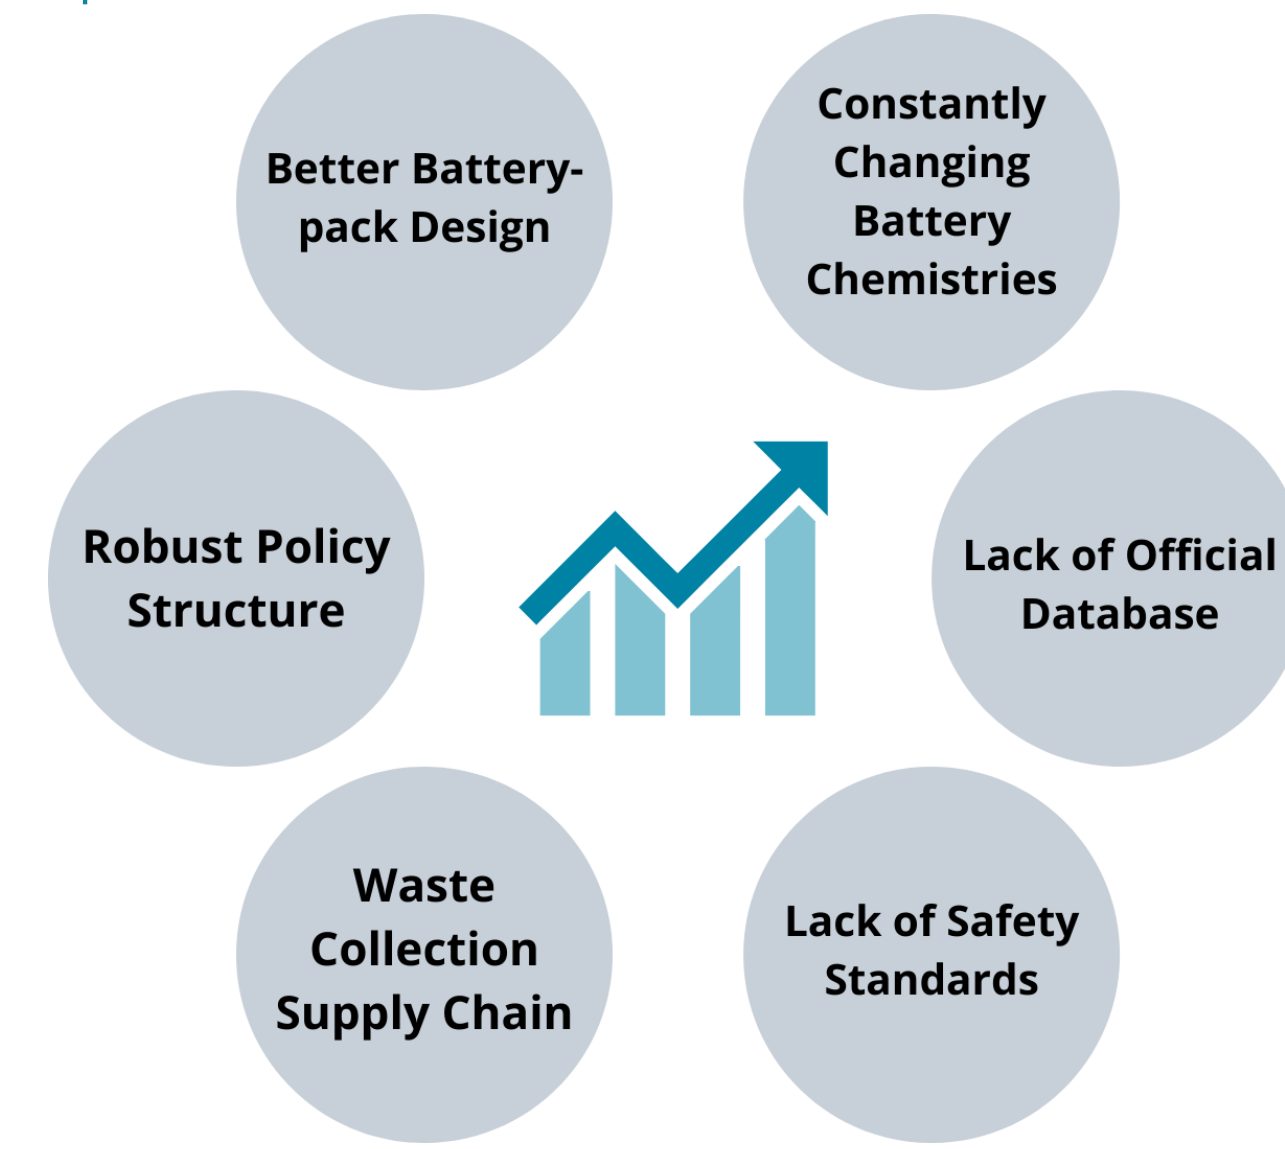 Better Battery-
pack Design
Constantly
Changing
Battery
Chemistries
Robust Policy
Structure
Lack of Official
Database
Waste
Collection
Supply Chain
Lack of Safety
Standards